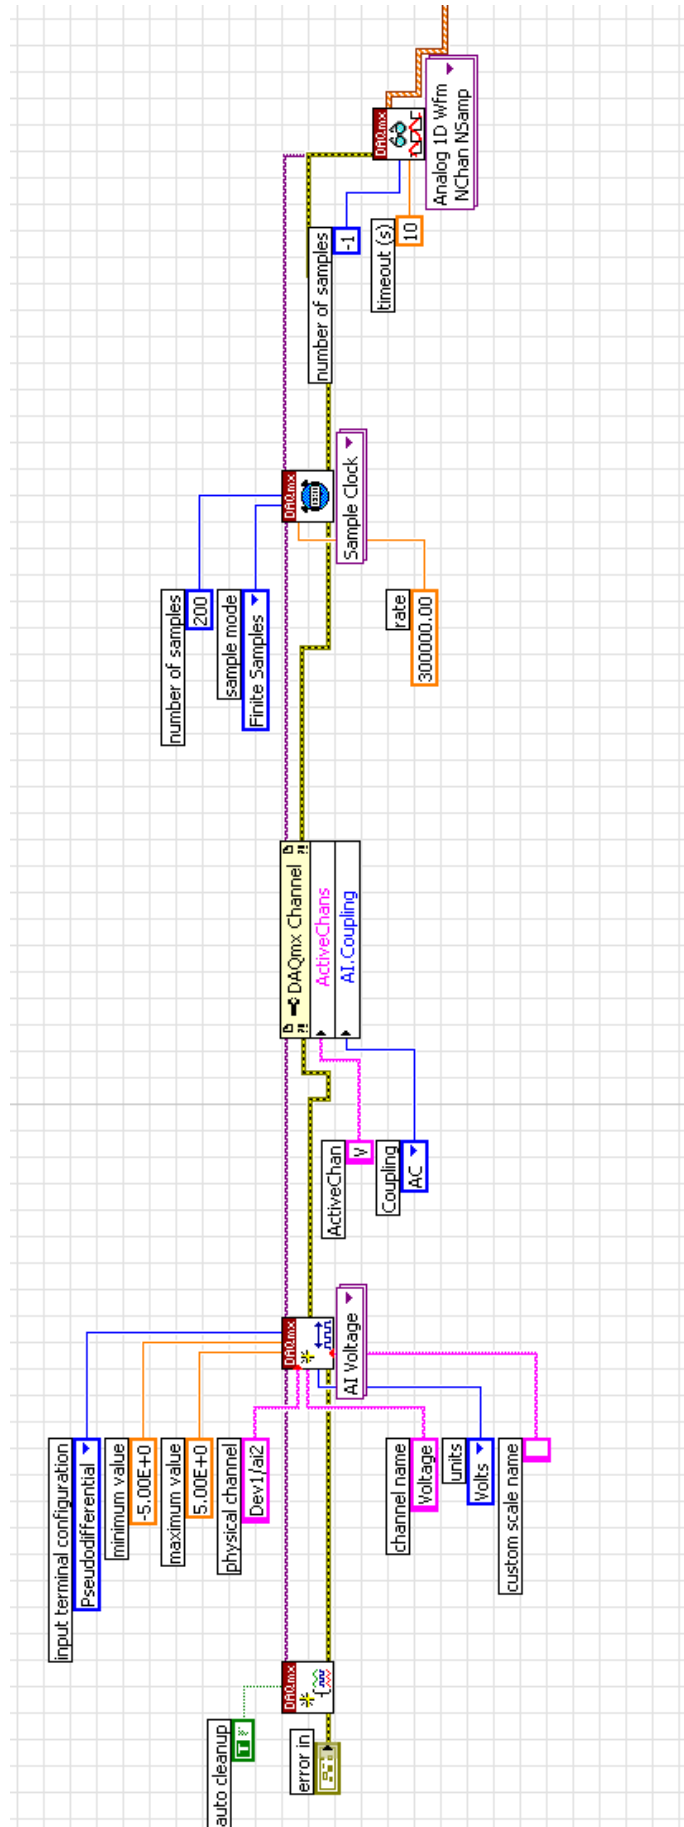 auto cleanup
T
error in
DAQmx
input terminal configuration
Pseudodifferential
minimum value
-5.00E+0
maximum value
5.00E+0
physical channel
Dev1/ai2
DAQmx
AI Voltage
channel name
Voltage
units
Volts
custom scale name
ActiveChan
V
Coupling
AC
DAQmx Channel
ActiveChans
AI.Coupling
number of samples
200
sample mode
Finite Samples
DAQmx
Sample Clock
rate
300000.00
number of samples
-1
timeout (s)
10
DAQmx
Analog 1D Wfm
NChan NSamp